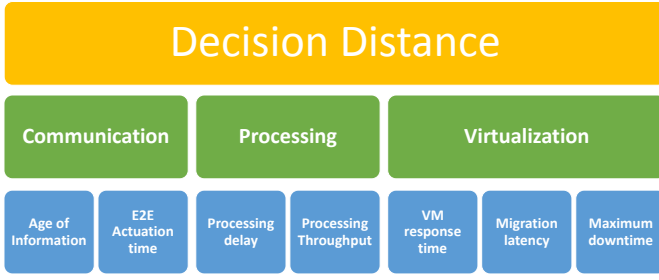 Decision Distance
Communication
Processing
Virtualization
Age of
Information
E2E
Actuation
time
Processing
delay
Processing
Throughput
VM
response
time
Migration
latency
Maximum
downtime